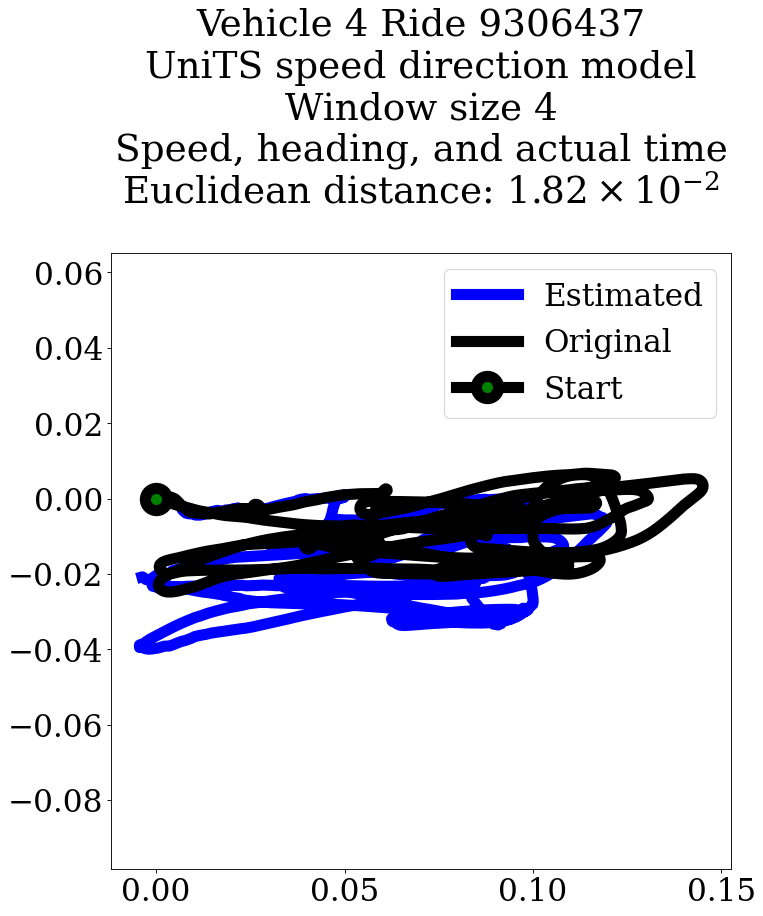 Vehicle 4 Ride 9306437
UniTS speed direction model
Window size 4
Speed, heading, and actual time
Euclidean distance: 1.82 × 10⁻²
0.06
Estimated
0.04
Original
0.02
Start
0.00
−0.02
−0.04
−0.06
−0.08
0.00 0.05 0.10 0.15